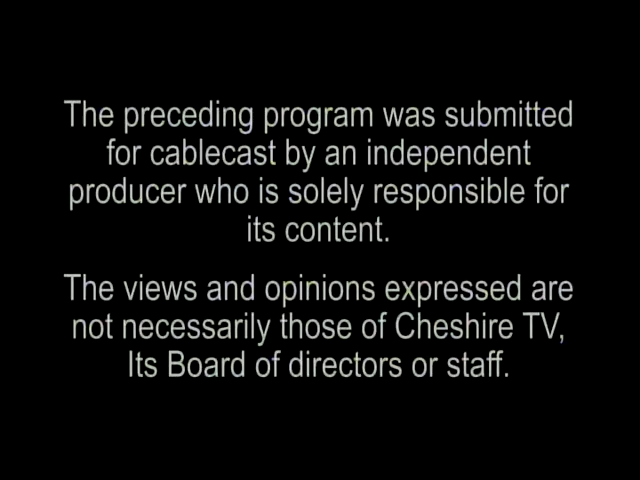 The preceding program was submitted
for cablecast by an independent
producer who is solely responsible for
its content.
The views and opinions expressed are
not necessarily those of Cheshire TV,
Its Board of directors or staff.